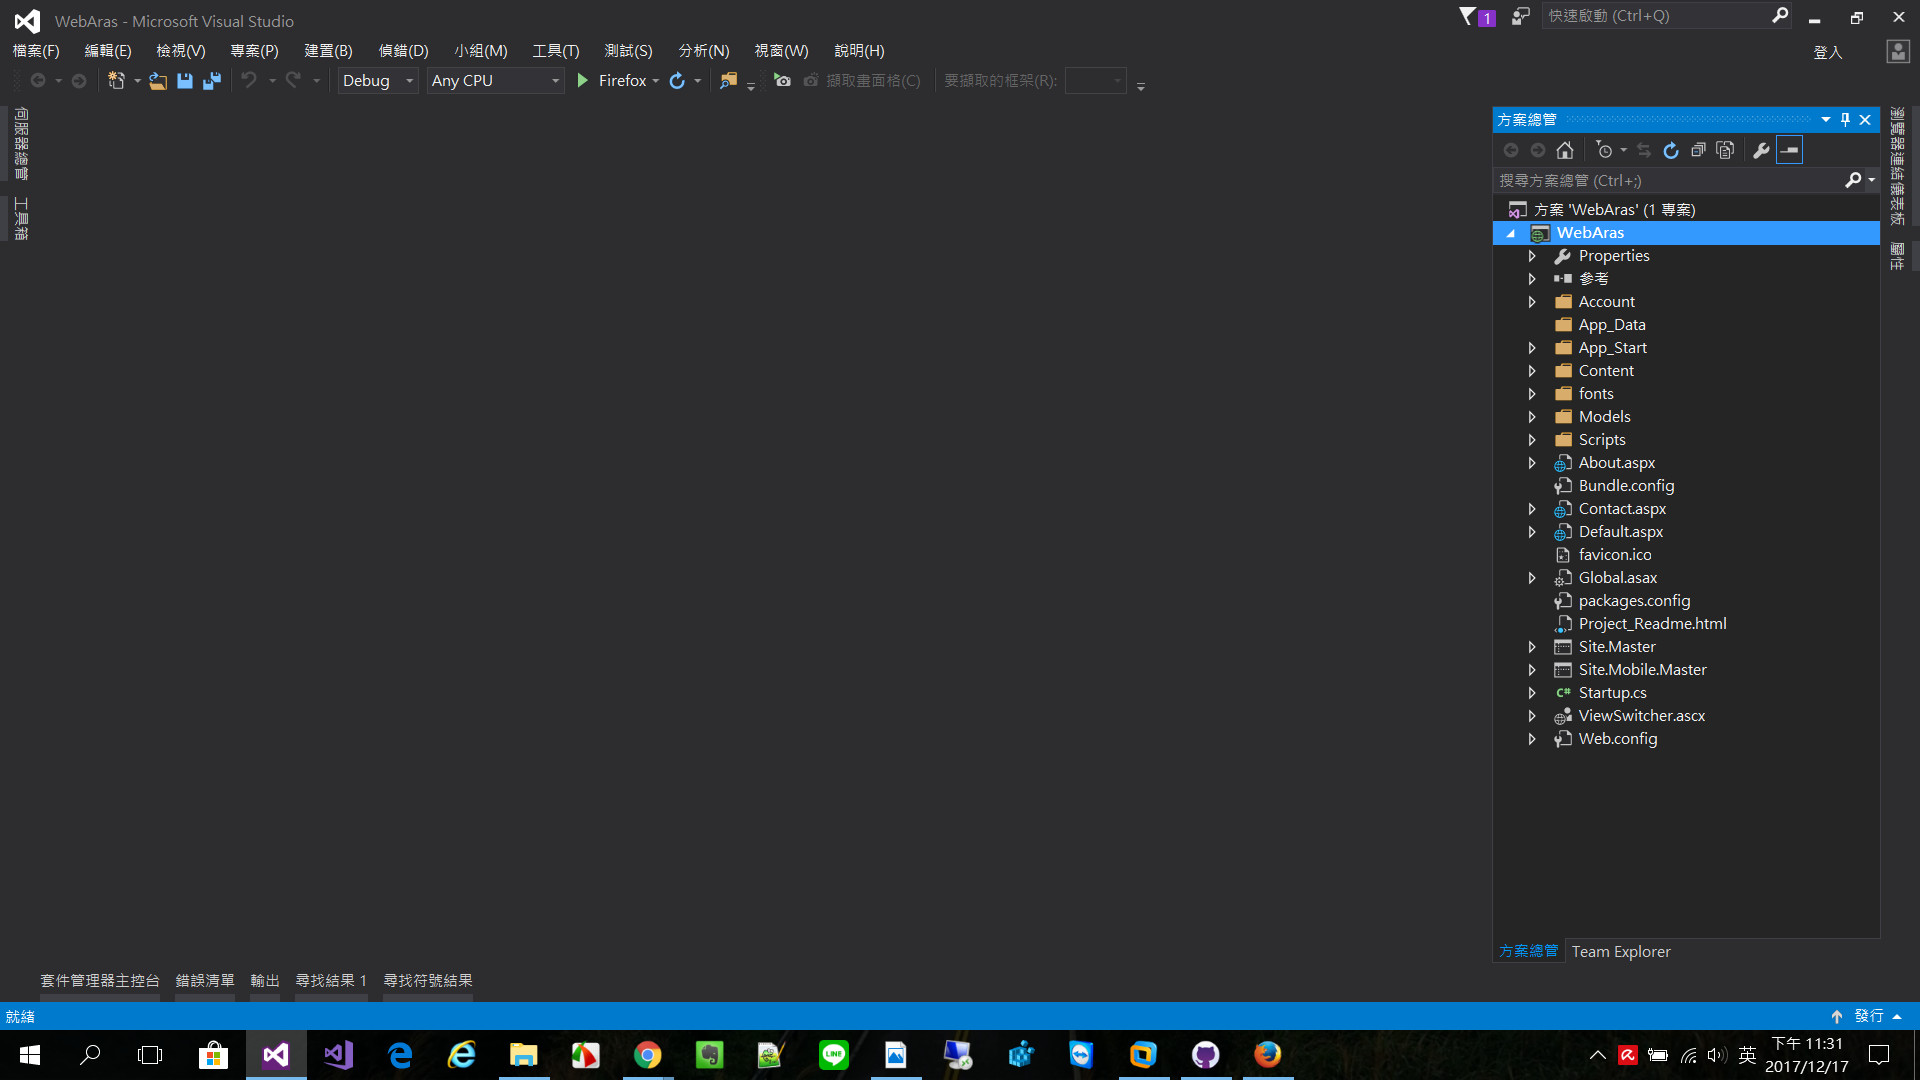 WebAras - Microsoft Visual Studio
1
快速啟動 (Ctrl+Q)
檔案(F) 編輯(E) 檢視(V) 專案(P) 建置(B) 偵錯(D) 小組(M) 工具(T) 測試(S) 分析(N) 視窗(W) 說明(H)
登入
Debug Any CPU Firefox 擷取畫面格(C) 要擷取的框架(R):
伺服器總管
工具箱
方案總管
搜尋方案總管 (Ctrl+;)
方案 'WebAras' (1 專案)
WebAras
Properties
參考
Account
App_Data
App_Start
Content
fonts
Models
Scripts
About.aspx
Bundle.config
Contact.aspx
Default.aspx
favicon.ico
Global.asax
packages.config
Project_Readme.html
Site.Master
Site.Mobile.Master
C# Startup.cs
ViewSwitcher.ascx
Web.config
方案總管 Team Explorer
瀏覽器連結儀表板
屬性
套件管理器主控台 錯誤清單 輸出 尋找結果 1 尋找符號結果
就緒
發行
LINE
英
下午 11:31
2017/12/17